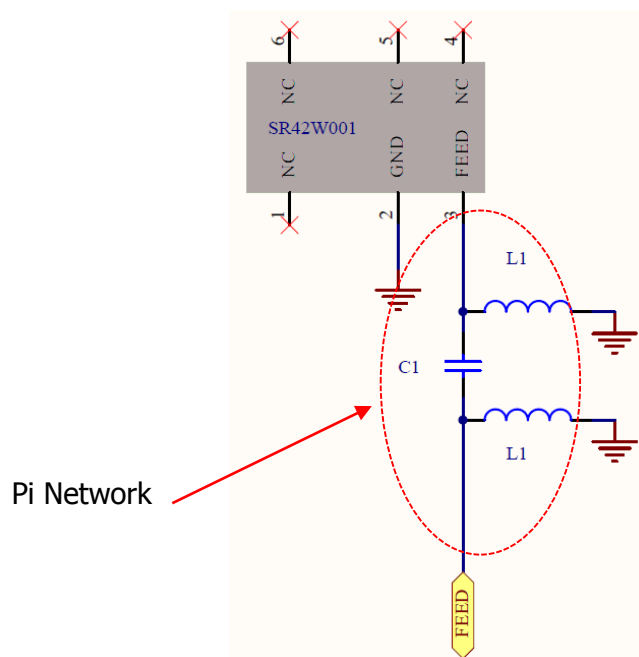 6
5
4
NC
NC
NC
SR42W001
NC
GND
FEED
1
2
3
L1
C1
L1
Pi Network
FEED